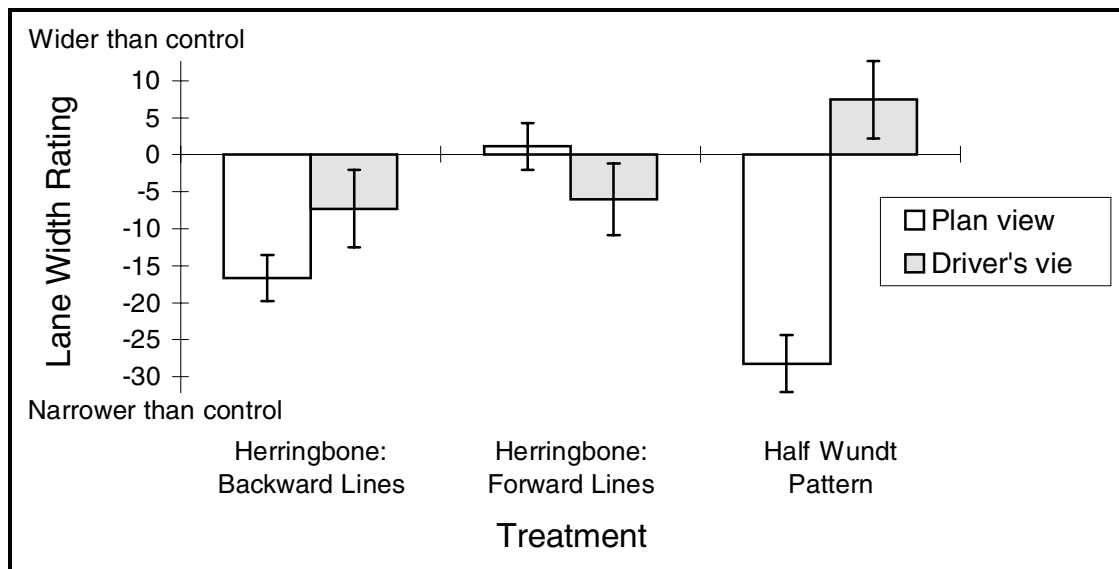 Wider than control
10
5
0
-5
-10
-15
-20
-25
-30
Lane Width Rating
Narrower than control
Plan view
Driver's vie
Herringbone:
Backward Lines
Herringbone:
Forward Lines
Half Wundt
Pattern
Treatment